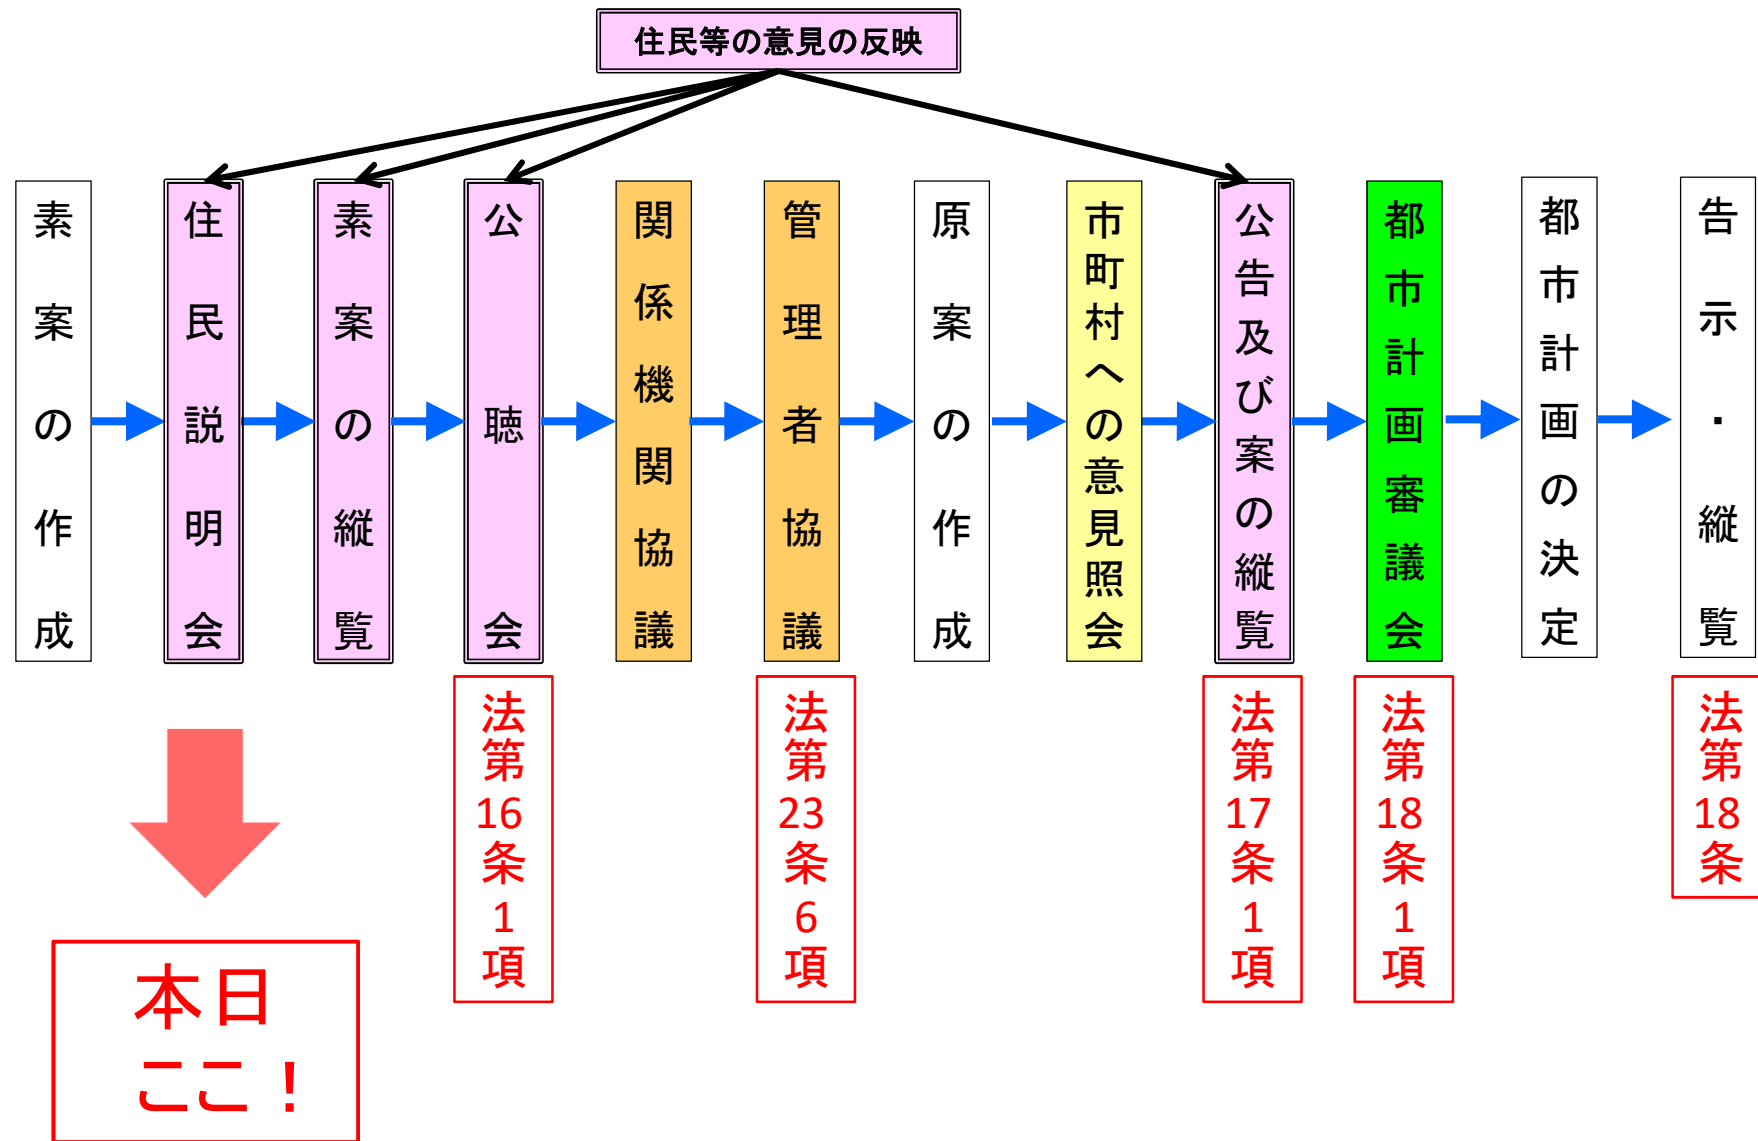 住民等の意見の反映
素案の作成
住民説明会
素案の縦覧
公聴会
関係機関協議
管理者協議
原案の作成
市町村への意見照会
公告及び案の縦覧
都市計画審議会
都市計画の決定
告示・縦覧
法第16条1項
法第23条6項
法第17条1項
法第18条1項
法第18条
本日
ここ！